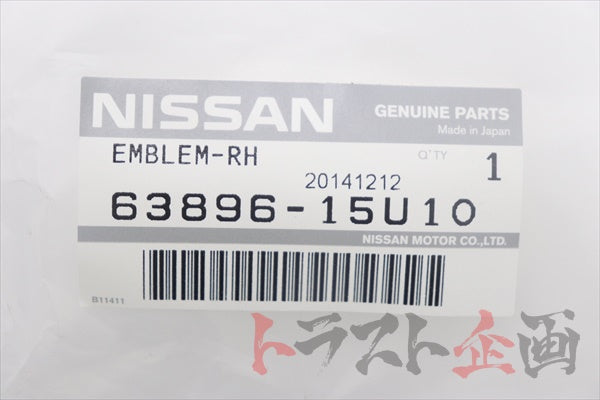 NISSAN
GENUINE PARTS
Made in Japan
EMBLEM-RH
Q'TY 1
20141212
63896-15U10
NISSAN MOTOR CO.,LTD.
B11411
トラスト企画